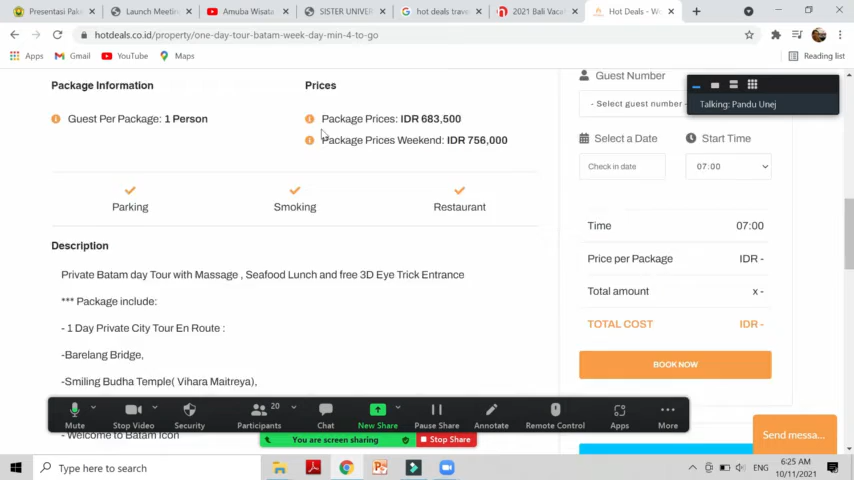 Presentasi Pak
Launch Meetin
Amuba Wisata
SISTER UNIVER
hot deals trave
2021 Bali Vaca
Hot Deals - W
hotdeals.co.id/property/one-day-tour-batam-week-day-min-4-to-go
Apps
Gmail
YouTube
Maps
Reading list
Package Information
Prices
Guest Number
Guest Per Package: 1 Person
Package Prices: IDR 683,500
- Select guest number -
Talking: Pandu Unej
Package Prices Weekend: IDR 756,000
Select a Date
Start Time
Check in date
07:00
Parking
Smoking
Restaurant
Time
07:00
Description
Price per Package
IDR -
Private Batam day Tour with Massage , Seafood Lunch and free 3D Eye Trick Entrance
Total amount
x -
*** Package include:
TOTAL COST
IDR -
- 1 Day Private City Tour En Route :
-Barelang Bridge,
BOOK NOW
-Smiling Budha Temple( Vihara Maitreya),
20
Mute
Stop Video
Security
Participants
Chat
New Share
Pause Share
Annotate
Remote Control
Apps
More
- Welcome to Batam Icon
You are screen sharing
Stop Share
Send messa...
Type here to search
ENG
6:25 AM
10/11/2021